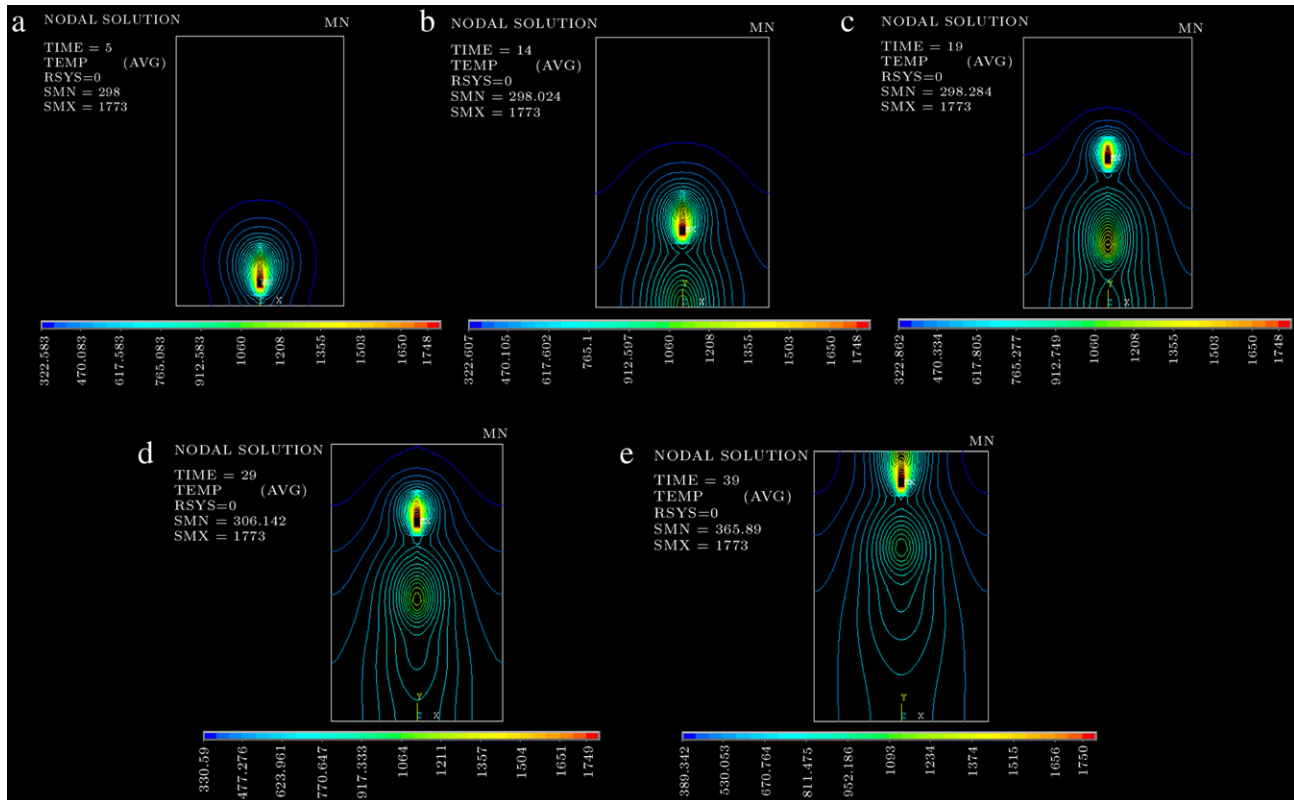 a
NODAL SOLUTION
MN
TIME = 5
TEMP (AVG)
RSYS=0
SMN = 298
SMX = 1773
Y
X
322.583 470.083 617.583 765.083 912.583 1060 1208 1355 1503 1650 1748
b
NODAL SOLUTION
MN
TIME = 14
TEMP (AVG)
RSYS=0
SMN = 298.024
SMX = 1773
MX
Y
Z X
322.607 470.105 617.602 765.1 912.597 1060 1208 1355 1503 1650 1748
c
NODAL SOLUTION
MN
TIME = 19
TEMP (AVG)
RSYS=0
SMN = 298.284
SMX = 1773
Y
Z X
322.862 470.334 617.805 765.277 912.749 1060 1208 1355 1503 1650 1748
d
NODAL SOLUTION
MN
TIME = 29
TEMP (AVG)
RSYS=0
SMN = 306.142
SMX = 1773
MX
Y
Z X
330.59 477.276 623.961 770.647 917.333 1064 1211 1357 1504 1651 1749
e
NODAL SOLUTION
MN
TIME = 39
TEMP (AVG)
RSYS=0
SMN = 365.89
SMX = 1773
MX
Y
Z X
389.342 530.053 670.764 811.475 952.186 1093 1234 1374 1515 1656 1750